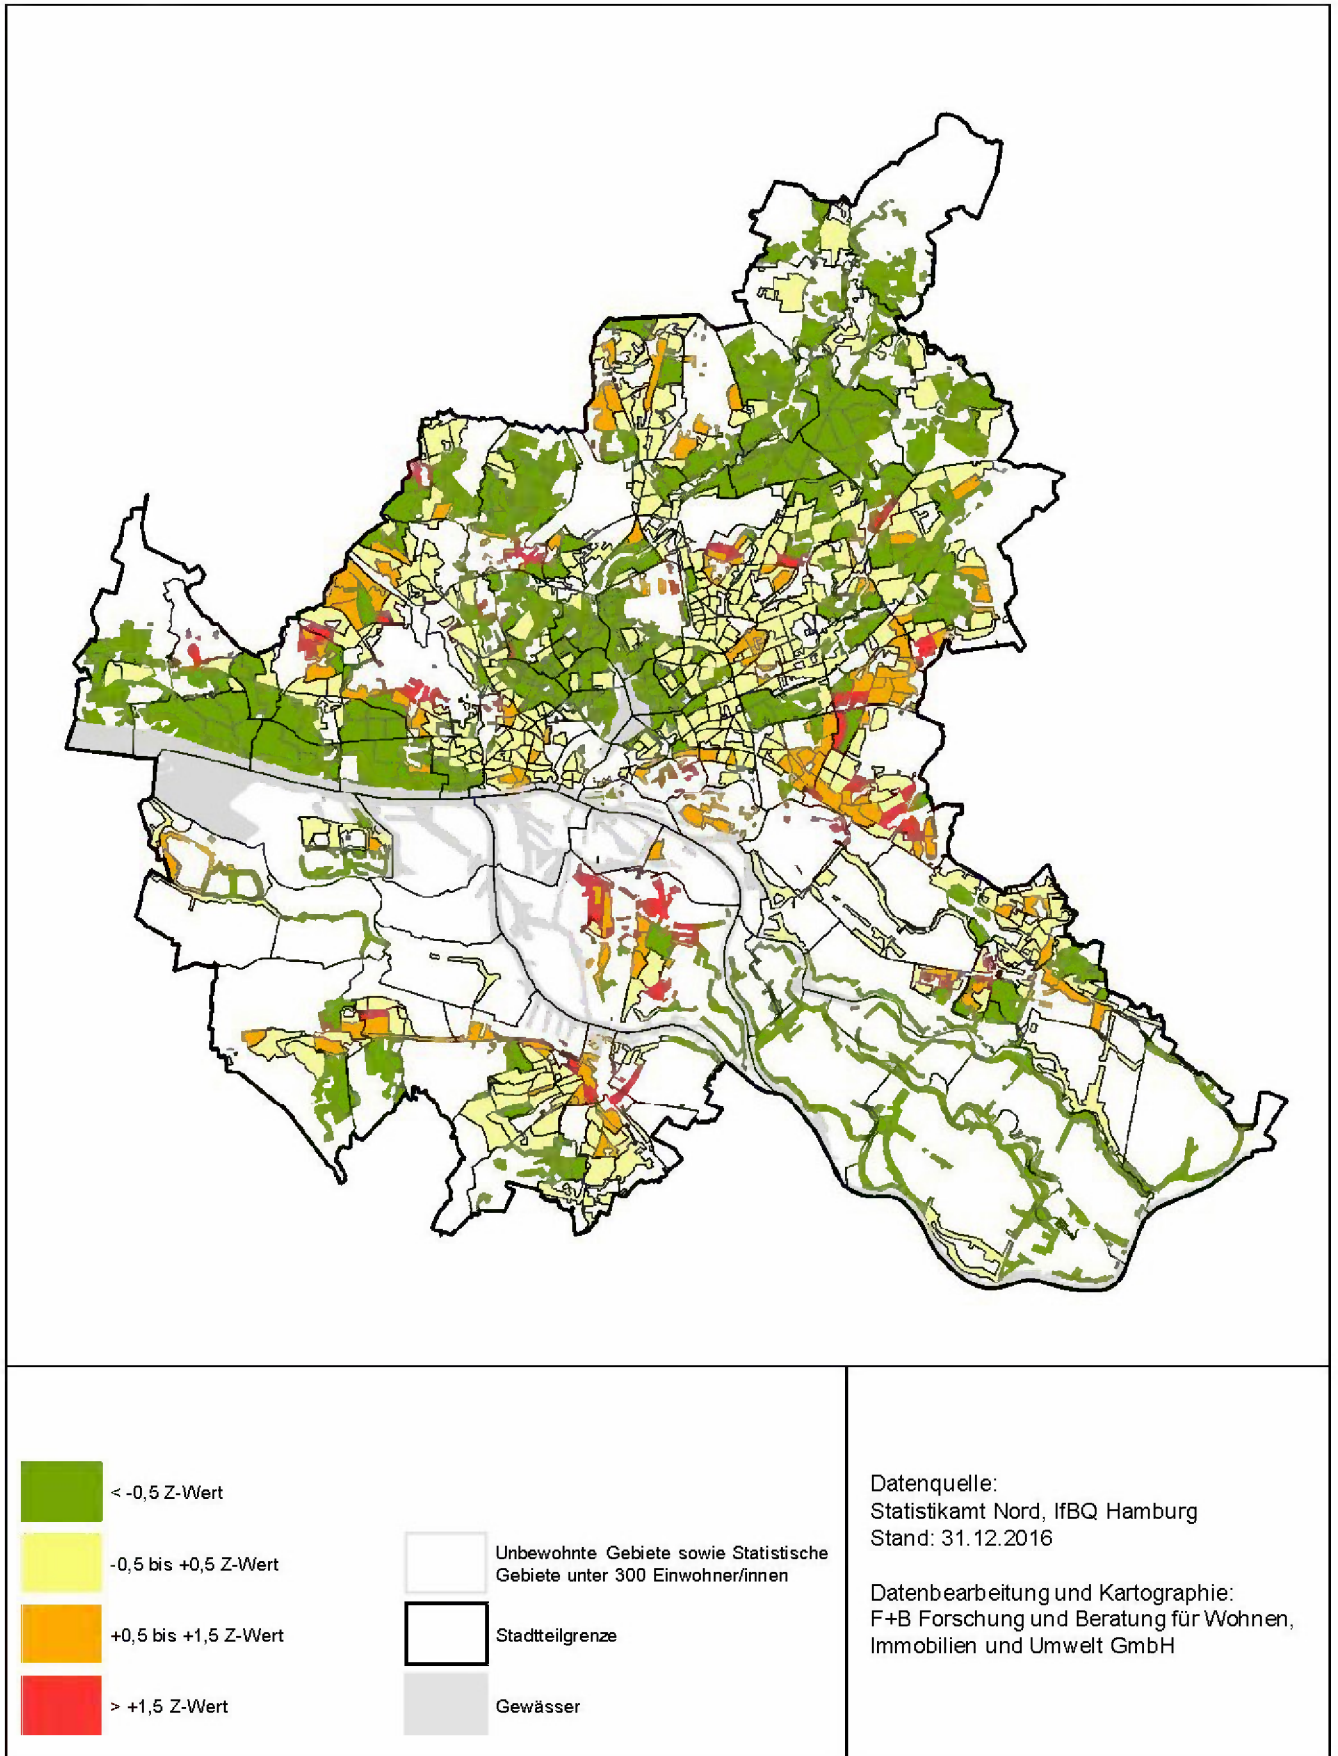 < -0,5 Z-Wert
-0,5 bis +0,5 Z-Wert
+0,5 bis +1,5 Z-Wert
> +1,5 Z-Wert
Unbewohnte Gebiete sowie Statistische
Gebiete unter 300 Einwohner/innen
Stadtteilgrenze
Gewässer
Datenquelle:
Statistikamt Nord, IfBQ Hamburg
Stand: 31.12.2016
Datenbearbeitung und Kartographie:
F+B Forschung und Beratung für Wohnen,
Immobilien und Umwelt GmbH